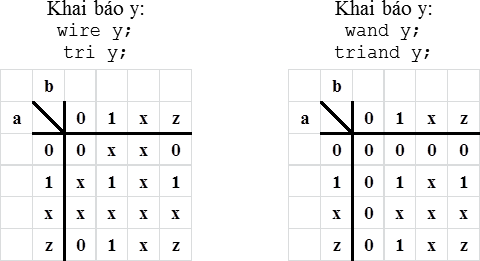 Khai báo y:
wire y;
tri y;
b
a 0 1 x z
0 0 x x 0
1 x 1 x 1
x x x x x
z 0 1 x z
Khai báo y:
wand y;
triand y;
b
a 0 1 x z
0 0 0 0 0
1 0 1 x 1
x 0 x x x
z 0 1 x z